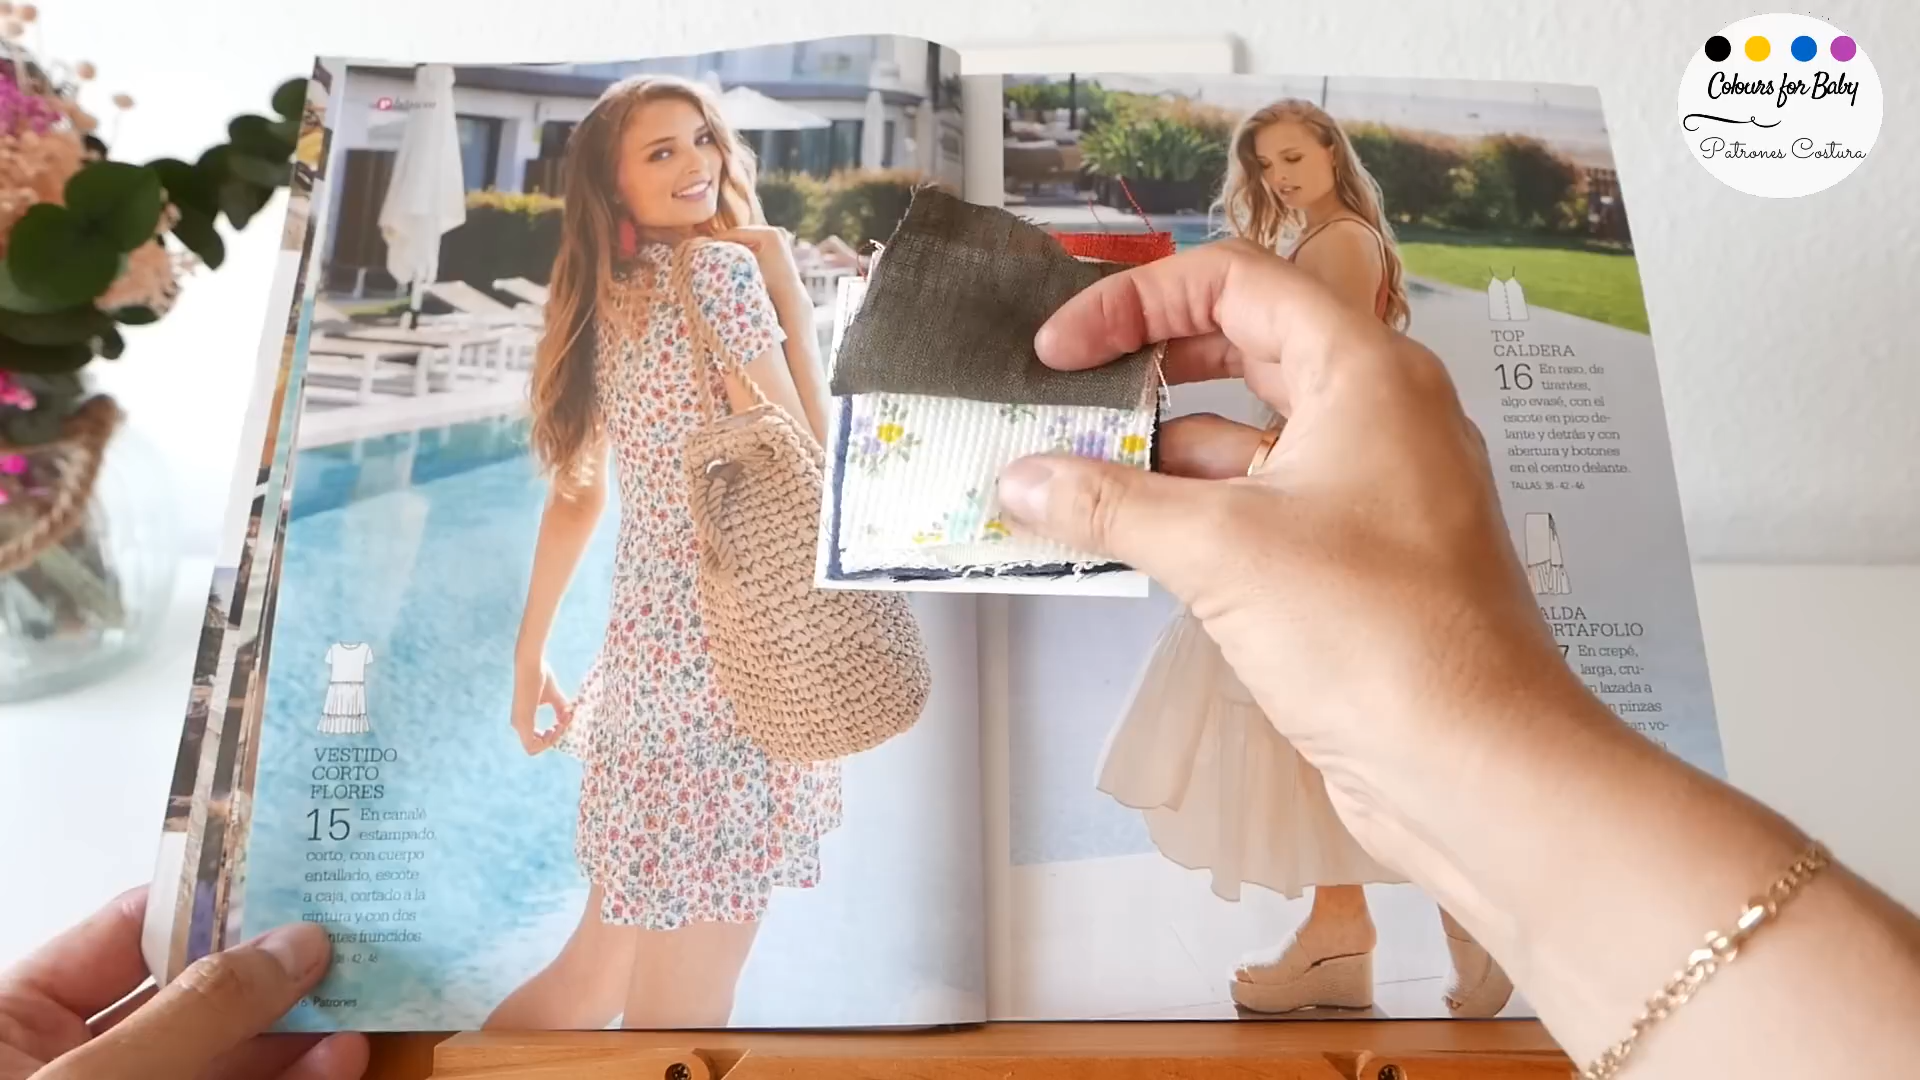 Colours for Baby
Patrones Costura
TOP
CALDERA
16 En raso, de
tirantes,
algo evasé, con el
escote en pico de-
lante y detrás y con
abertura y botones
en el centro delante.
TALLAS: 38 - 42 - 46
En crepé,
larga, cru-
lazada a
pinzas
VESTIDO
CORTO
FLORES
15 En canalé
estampado,
corto, con cuerpo
entallado, escote
a caja, cortado a la
cintura y con dos
fruncidos
38 - 42 - 46
Patrones